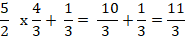 5/2 x 4/3 + 1/3 = 10/3 + 1/3 = 11/3